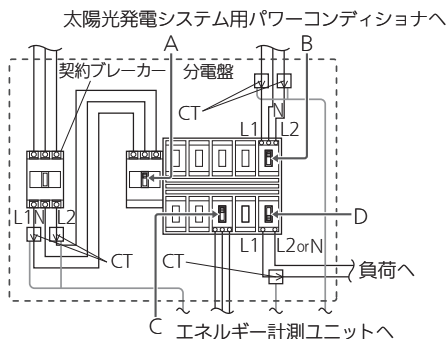 太陽光発電システム用パワーコンディショナへ
A
B
契約ブレーカー 分電盤
CT
N
L1 L2
L1 N L2
D
CT
CT
L1 L2orN
負荷へ
C
エネルギー計測ユニットへ